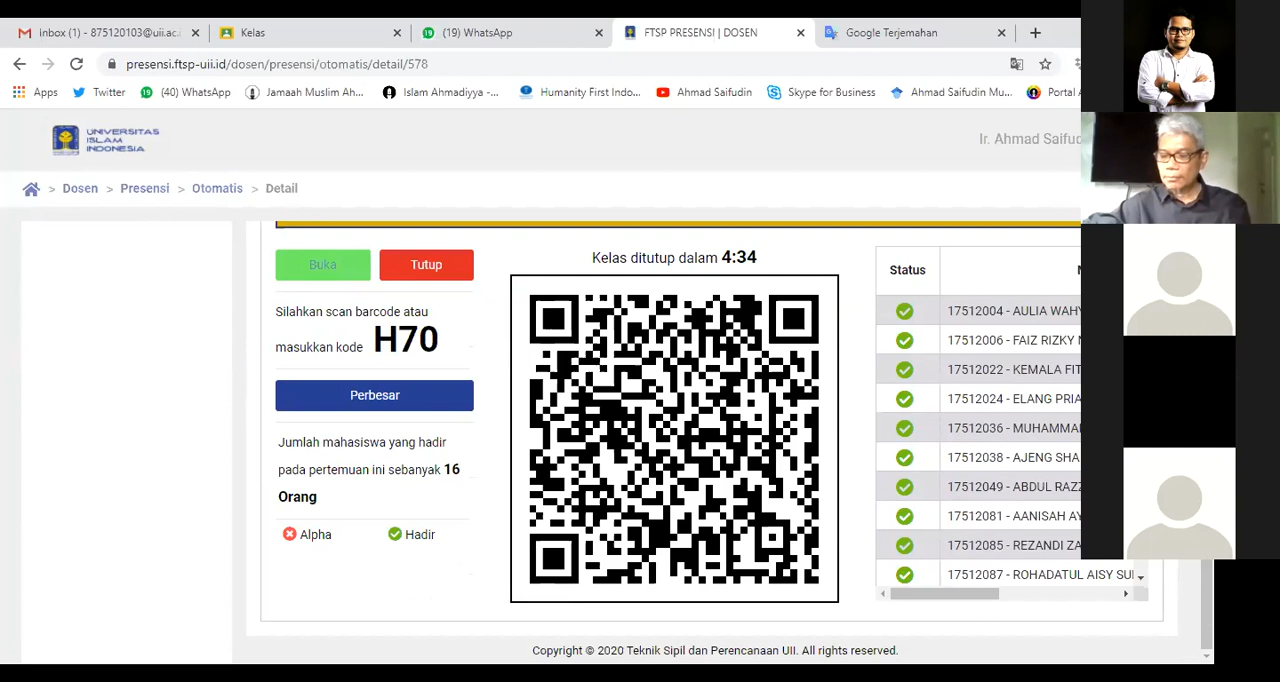 inbox (1) - 875120103@uii.ac.
Kelas
(19) WhatsApp
FTSP PRESENSI | DOSEN
Google Terjemahan
presensi.ftsp-uii.id/dosen/presensi/otomatis/detail/578
Apps
Twitter
(40) WhatsApp
Jamaah Muslim Ah...
Islam Ahmadiyya -...
Humanity First Indo...
Ahmad Saifudin
Skype for Business
Ahmad Saifudin Mu...
Portal
UNIVERSITAS
ISLAM
INDONESIA
Ir. Ahmad Saifud
> Dosen > Presensi > Otomatis > Detail
Buka
Tutup
Silahkan scan barcode atau
masukkan kode H70
Perbesar
Jumlah mahasiswa yang hadir
pada pertemuan ini sebanyak 16
Orang
Alpha
Hadir
Kelas ditutup dalam 4:34
Status
17512004 - AULIA WAHY
17512006 - FAIZ RIZKY
17512022 - KEMALA FIT
17512024 - ELANG PRIA
17512036 - MUHAMMA
17512038 - AJENG SHA
17512049 - ABDUL RAZZ
17512081 - AANISAH AY
17512085 - REZANDI ZA
17512087 - ROHADATUL AISY SU
Copyright © 2020 Teknik Sipil dan Perencanaan UII. All rights reserved.